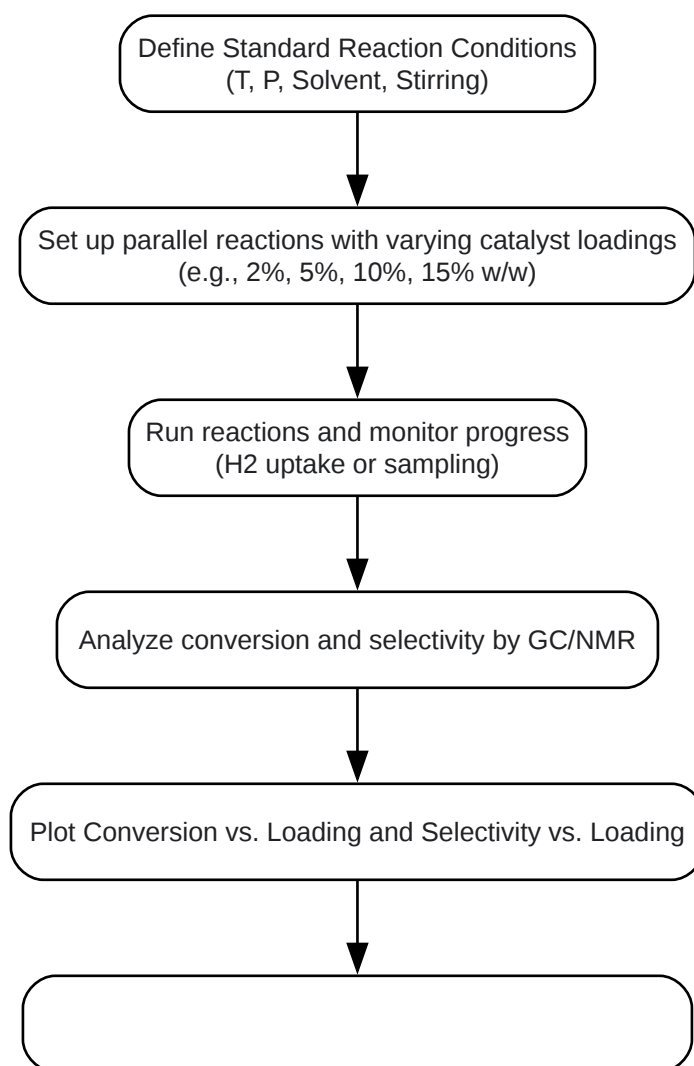 Define Standard Reaction Conditions
(T, P, Solvent, Stirring)
Set up parallel reactions with varying catalyst loadings
(e.g., 2%, 5%, 10%, 15% w/w)
Run reactions and monitor progress
(H2 uptake or sampling)
Analyze conversion and selectivity by GC/NMR
Plot Conversion vs. Loading and Selectivity vs. Loading